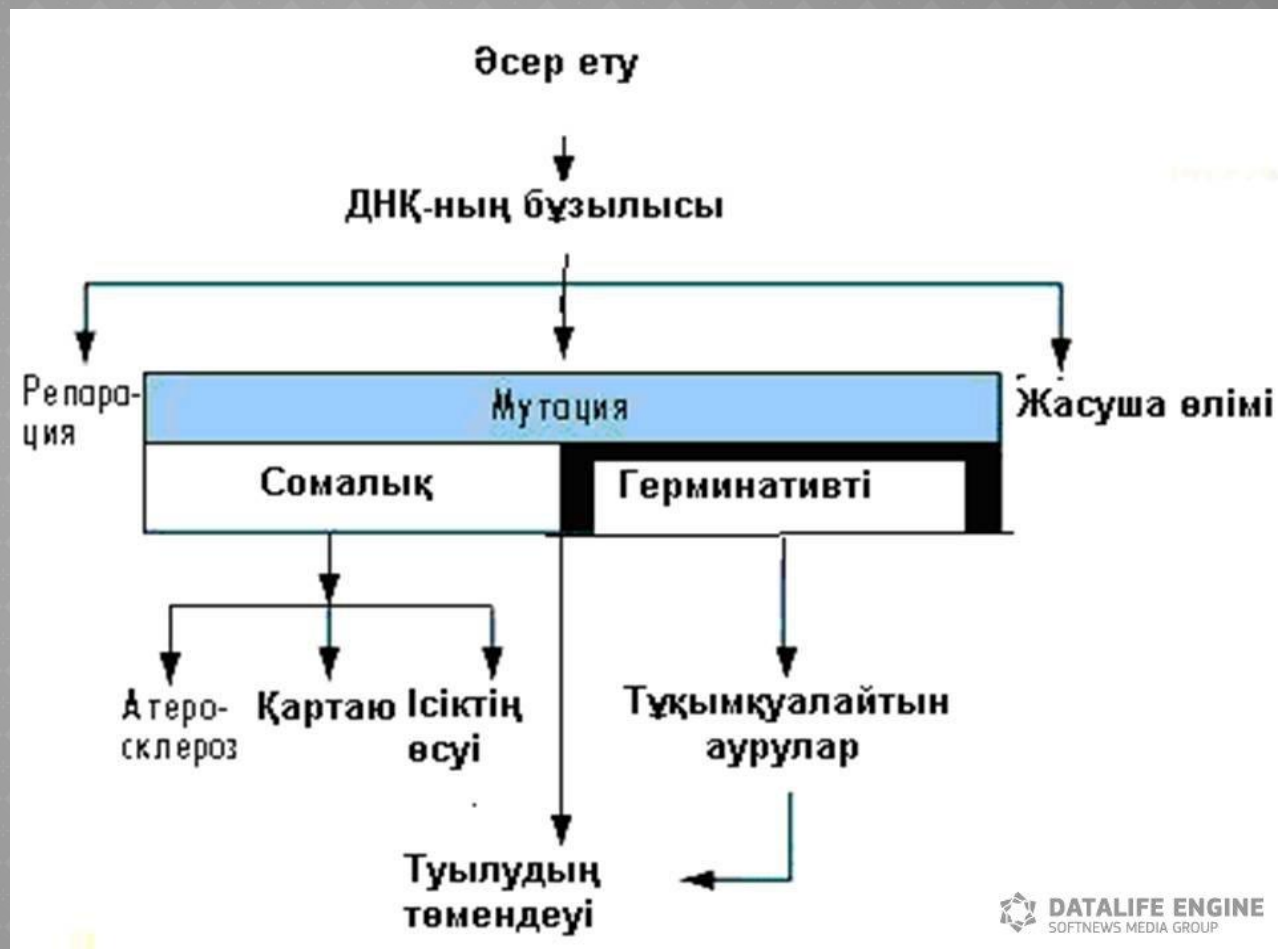 Әсер ету
ДНҚ-ның бұзылысы
Репара-
ция
Мутация
Жасуша өлімі
Сомалық
Герминативті
Атеро-
склероз
Қартаю
Ісіктің
өсуі
Тұқымқуалайтын
аурулар
Туылудың
төмендеуі
DATALIFE ENGINE
SOFTNEWS MEDIA GROUP